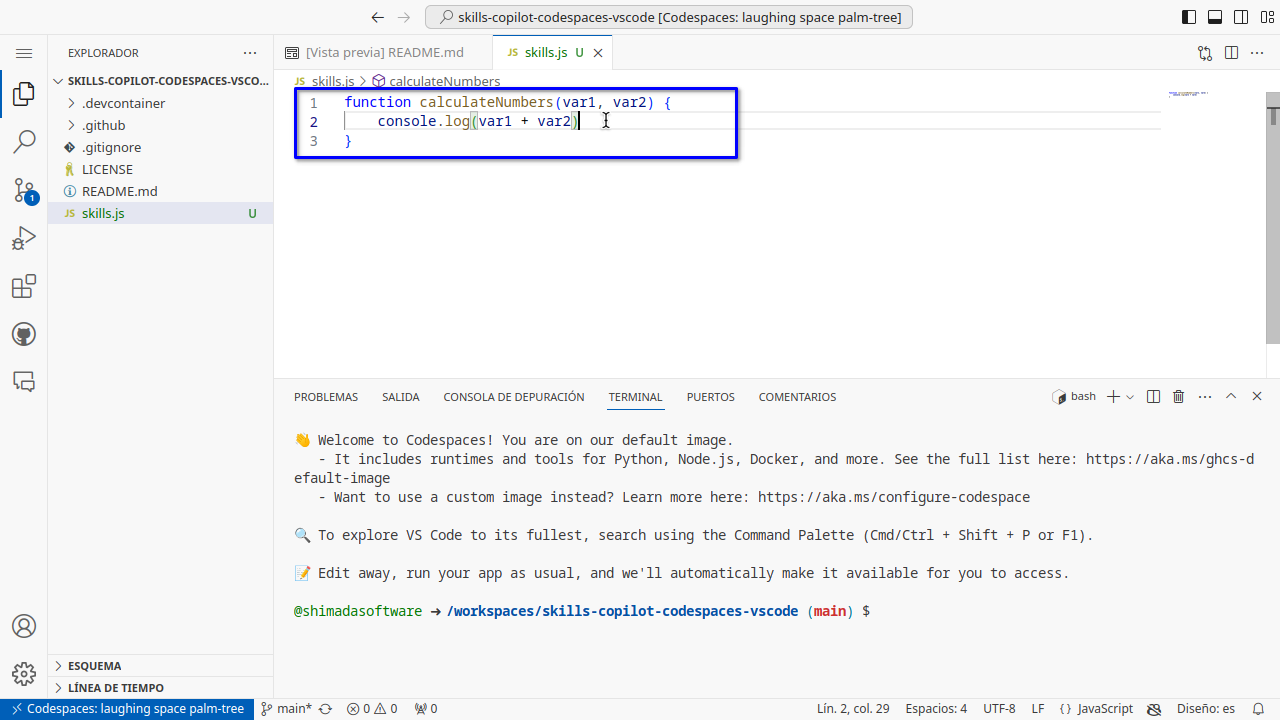 skills-copilot-codespaces-vscode [Codespaces: laughing space palm-tree]
EXPLORADOR
SKILLS-COPILOT-CODESPACES-VSCO...
.devcontainer
.github
.gitignore
LICENSE
README.md
JS skills.js U
1
[Vista previa] README.md
JS skills.js U
JS skills.js > calculateNumbers
1 function calculateNumbers(var1, var2) {
2 console.log(var1 + var2)
3 }
PROBLEMAS SALIDA CONSOLA DE DEPURACIÓN TERMINAL PUERTOS COMENTARIOS
bash
👋 Welcome to Codespaces! You are on our default image.
- It includes runtimes and tools for Python, Node.js, Docker, and more. See the full list here: https://aka.ms/ghcs-d
efault-image
- Want to use a custom image instead? Learn more here: https://aka.ms/configure-codespace
🔍 To explore VS Code to its fullest, search using the Command Palette (Cmd/Ctrl + Shift + P or F1).
📝 Edit away, run your app as usual, and we'll automatically make it available for you to access.
@shimadasoftware ➜ /workspaces/skills-copilot-codespaces-vscode (main) $
ESQUEMA
LÍNEA DE TIEMPO
Codespaces: laughing space palm-tree main* 0 0 0 Lín. 2, col. 29 Espacios: 4 UTF-8 LF {} JavaScript Diseño: es